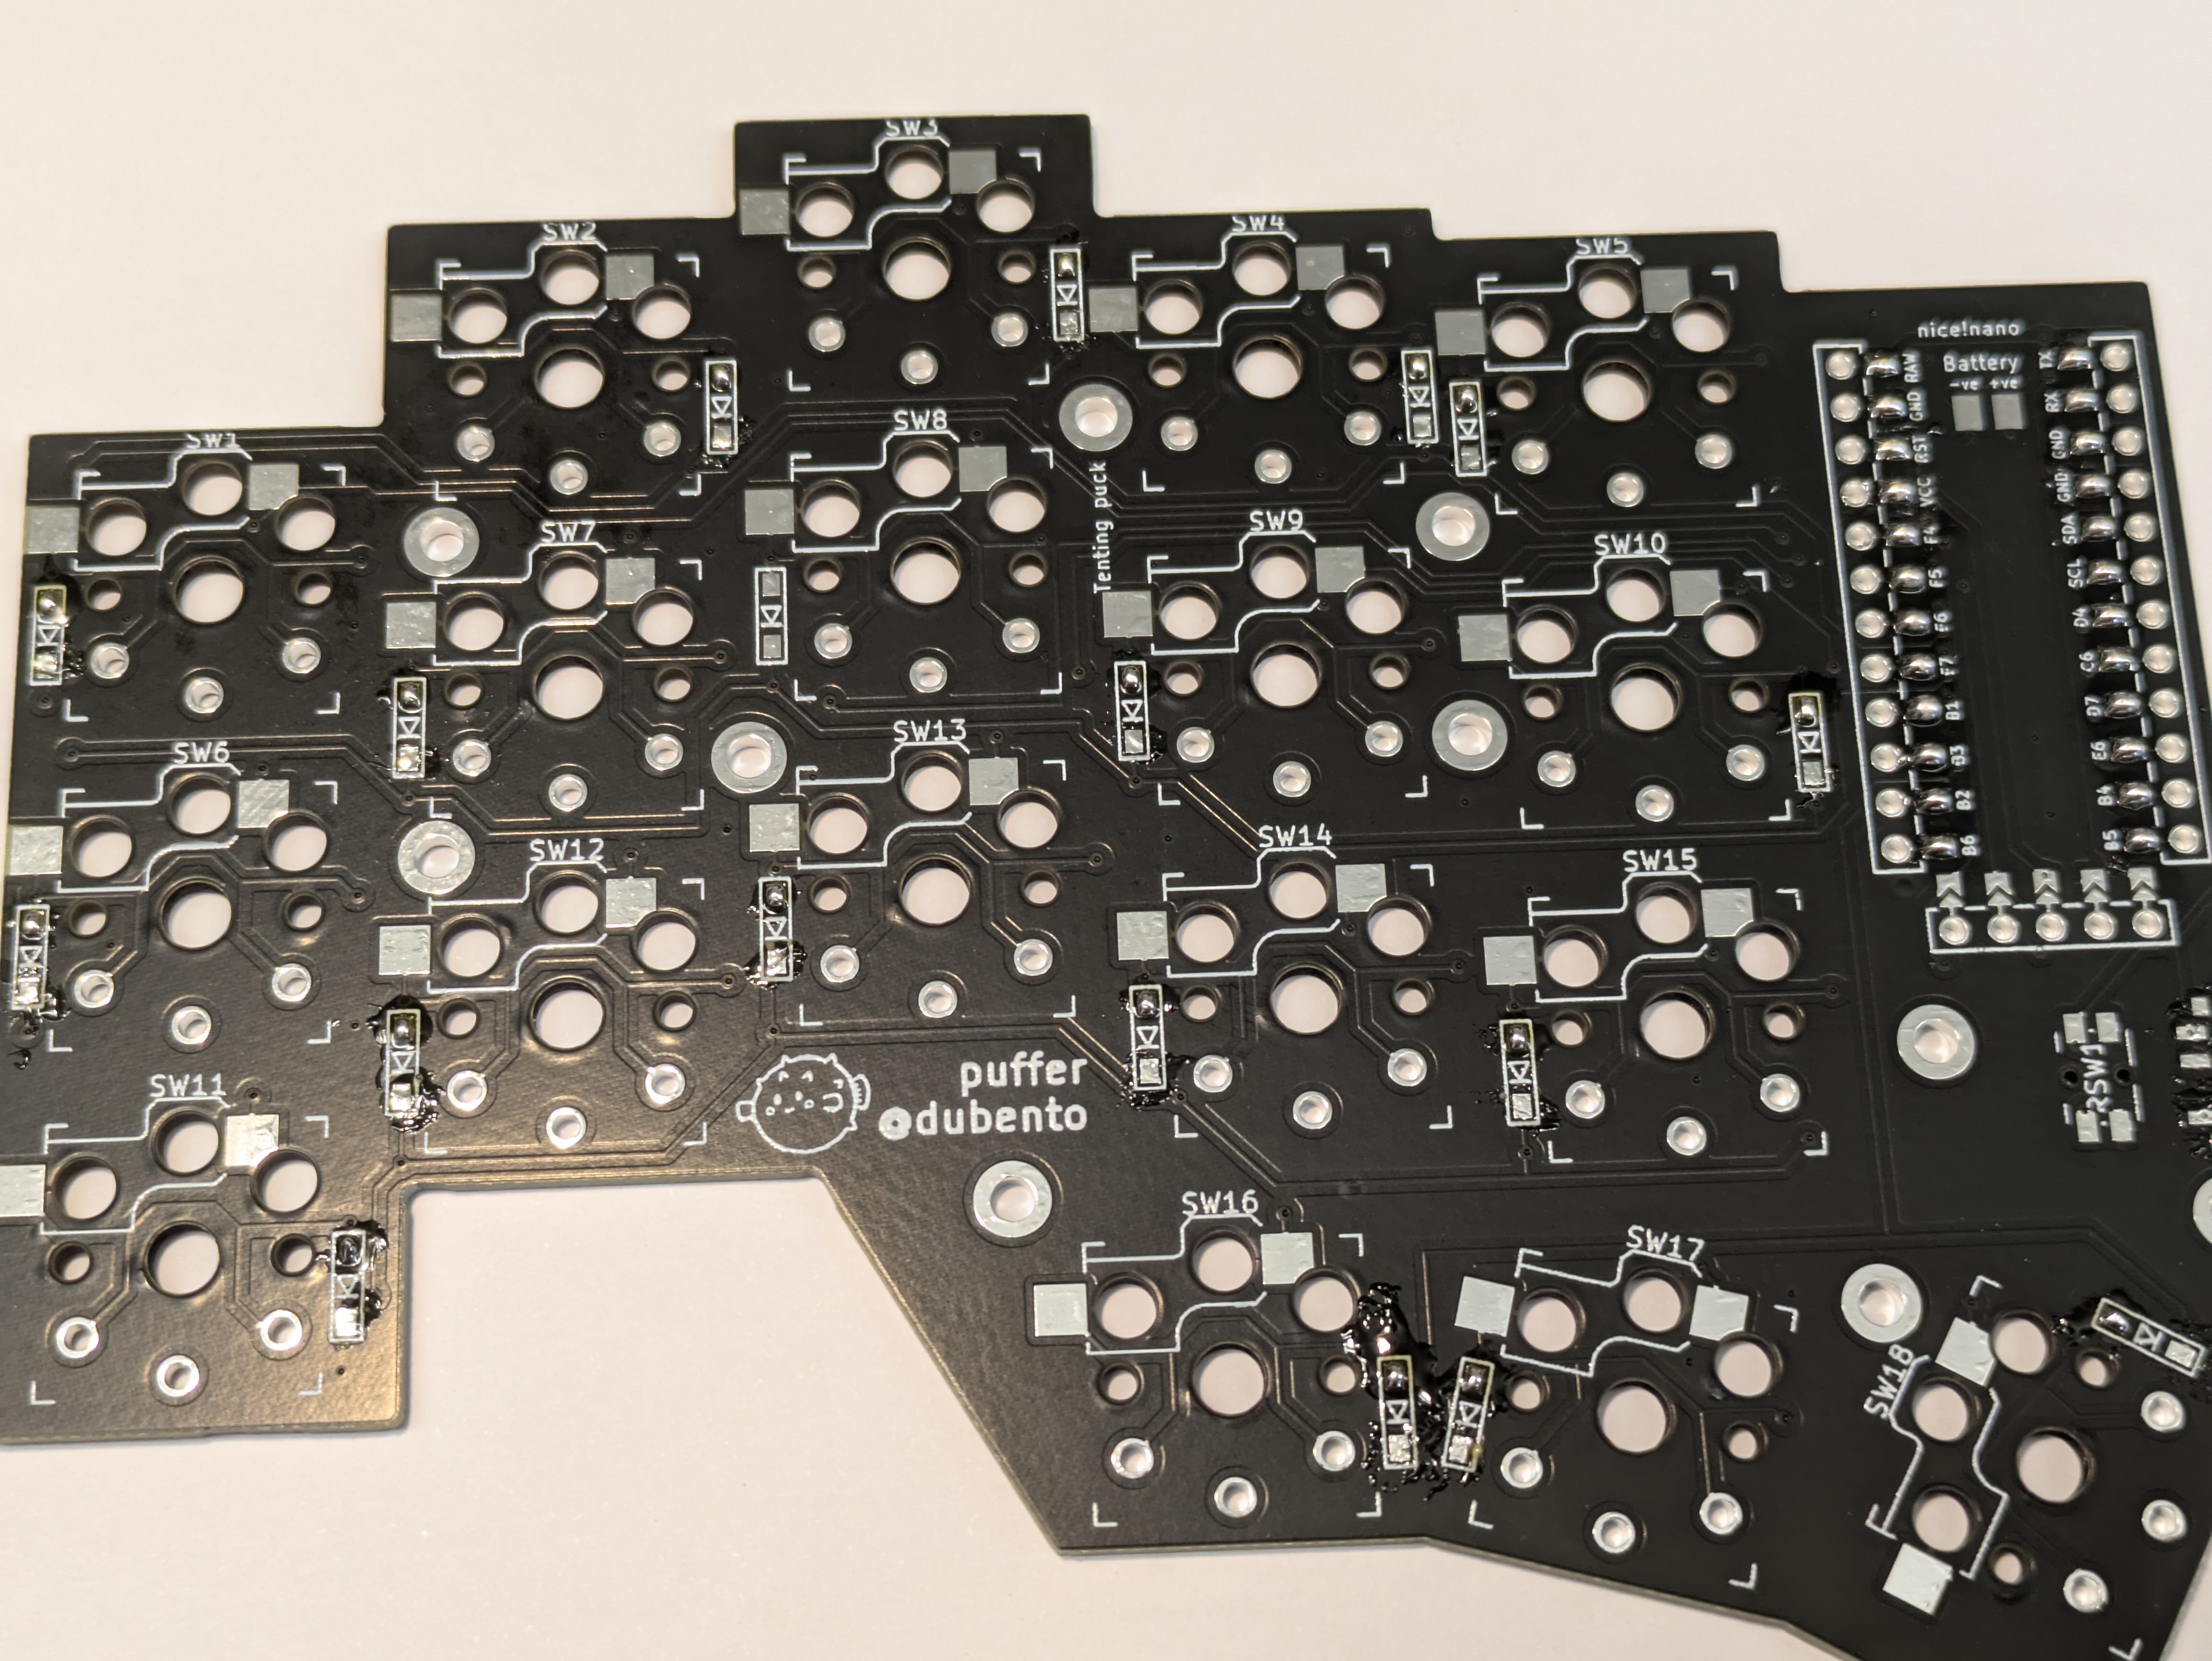 SW3
SW2
SW4
SW5
nice!nano
Battery
-ve +ve
SW1
SW8
SW7
SW9
SW10
Tenting puck
RAW
GND
RST
VCC
F4
F5
F6
F7
B1
B3
B2
B6
TX
RX
GND
GND
SDA
SCL
D4
C6
D7
E6
B4
B5
SW6
SW13
SW12
SW14
SW15
SW11
puffer
@dubento
RSW1
SW16
SW17
SW18